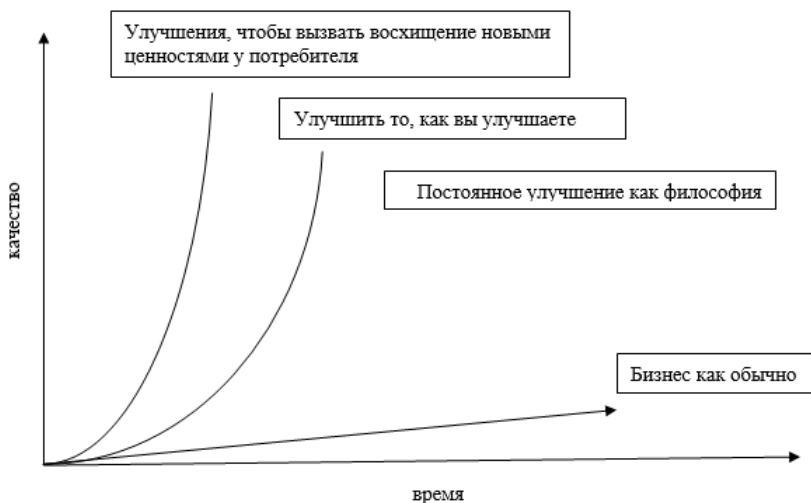 Улучшения, чтобы вызвать восхищение новыми
ценностями у потребителя
Улучшить то, как вы улучшаете
Постоянное улучшение как философия
качество
Бизнес как обычно
время